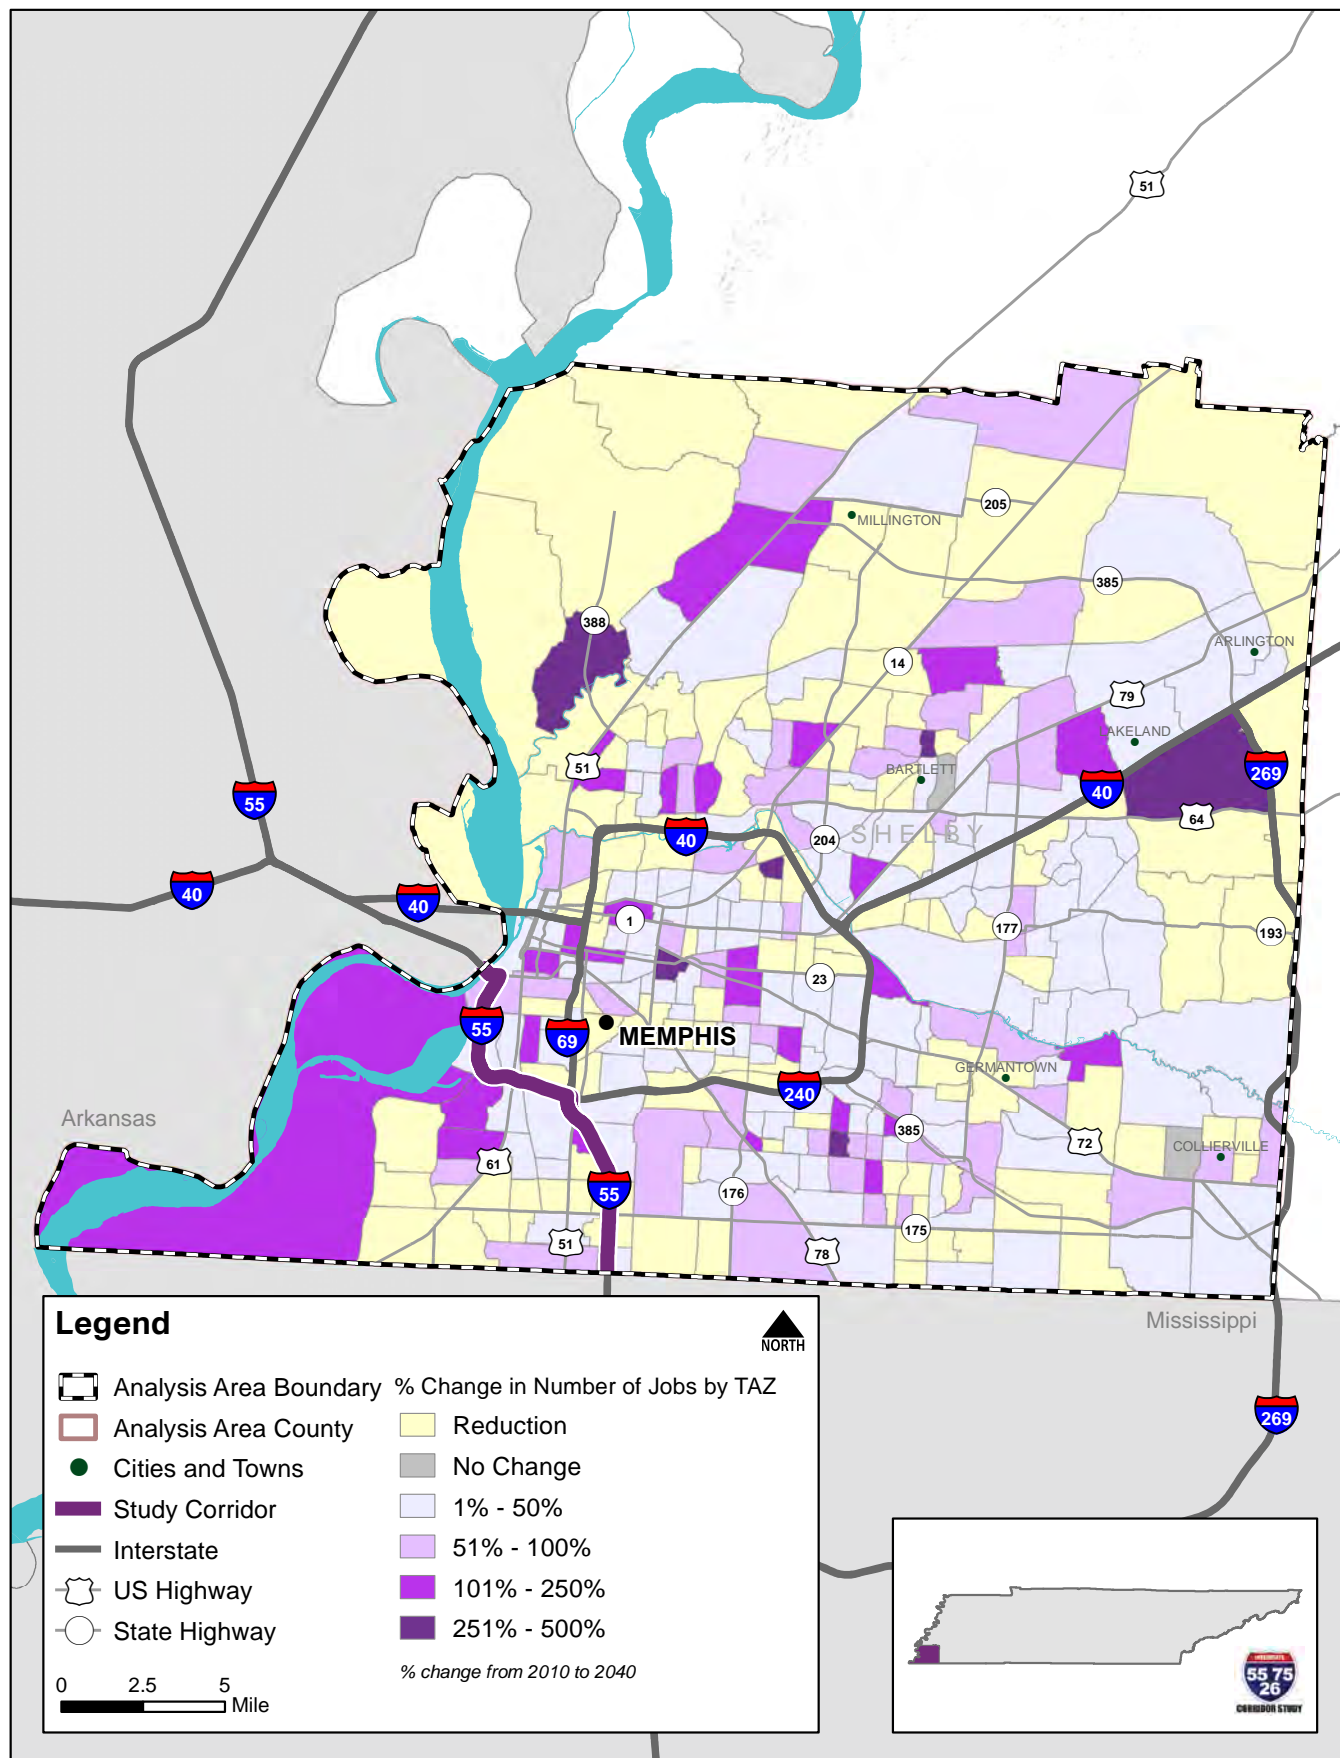 51
205
MILLINGTON
385
388
ARLINGTON
14
79
LAKELAND
51
BARTLETT
269
55
40
64
40
204
SHELBY
40
40
1
177
193
23
55
69
MEMPHIS
GERMANTOWN
240
Arkansas
385
72
COLLIERVILLE
61
55
176
175
51
78
Mississippi
269
Legend
NORTH
Analysis Area Boundary
Analysis Area County
Cities and Towns
Study Corridor
Interstate
US Highway
State Highway
0 2.5 5
Mile
% Change in Number of Jobs by TAZ
Reduction
No Change
1% - 50%
51% - 100%
101% - 250%
251% - 500%
% change from 2010 to 2040
INTERSTATE
55 75
26
CORRIDOR STUDY